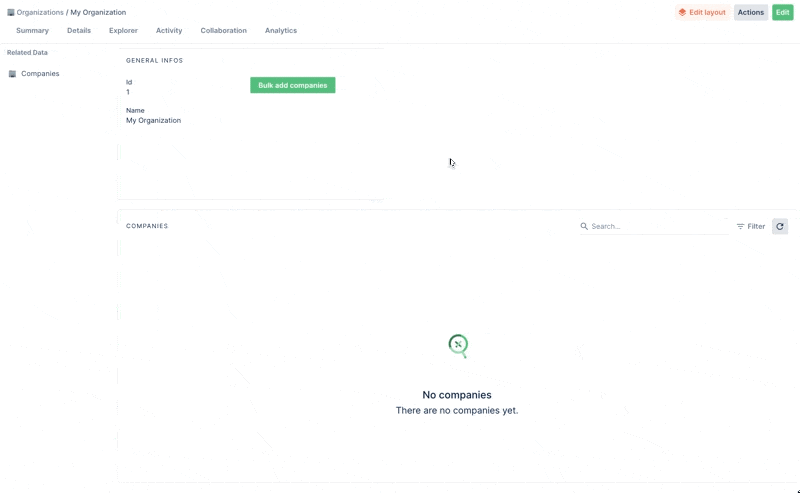 Organizations / My Organization
Edit layout
Actions
Edit
Summary
Details
Explorer
Activity
Collaboration
Analytics
Related Data
Companies
GENERAL INFOS
Id
1
Bulk add companies
Name
My Organization
COMPANIES
Search...
Filter
No companies
There are no companies yet.